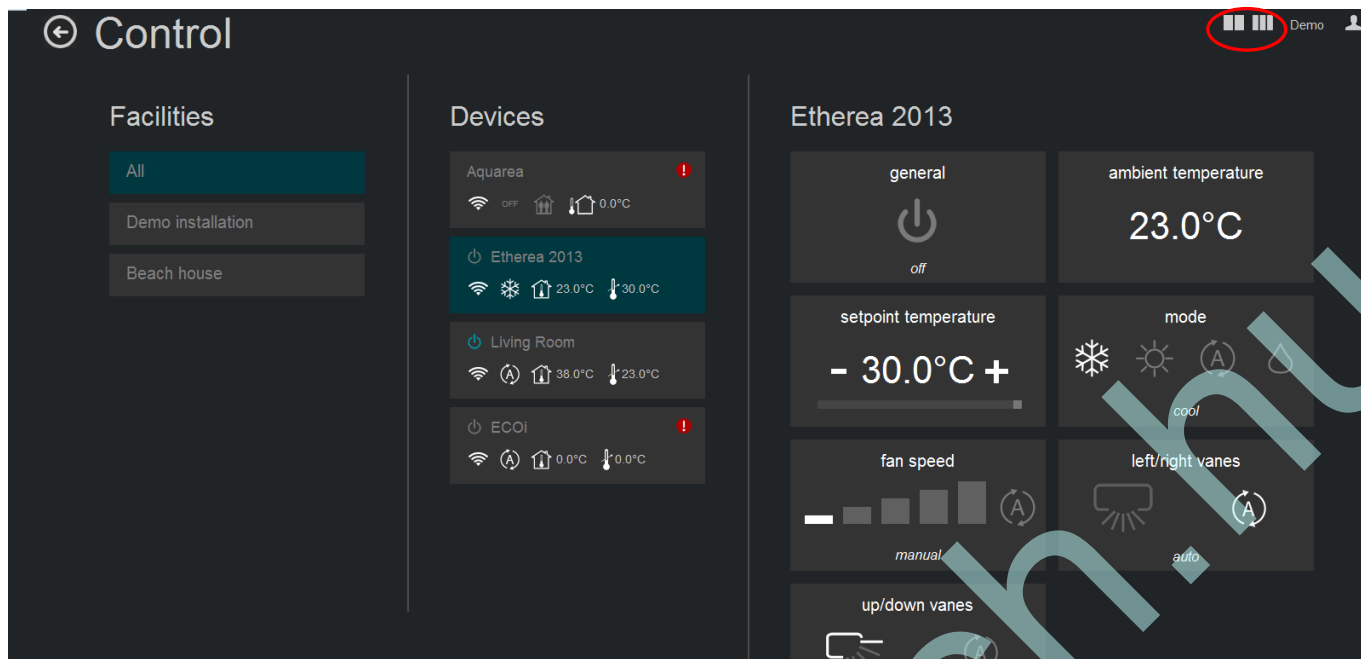 Control
Demo
Facilities
All
Demo installation
Beach house
Devices
Aquarea
OFF 0.0°C
Etherea 2013
23.0°C 30.0°C
Living Room
A 38.0°C 23.0°C
ECOi
A 0.0°C 0.0°C
Etherea 2013
general
off
ambient temperature
23.0°C
setpoint temperature
- 30.0°C +
mode
A
cool
fan speed
A
manual
left/right vanes
A
auto
up/down vanes
A
h.hu